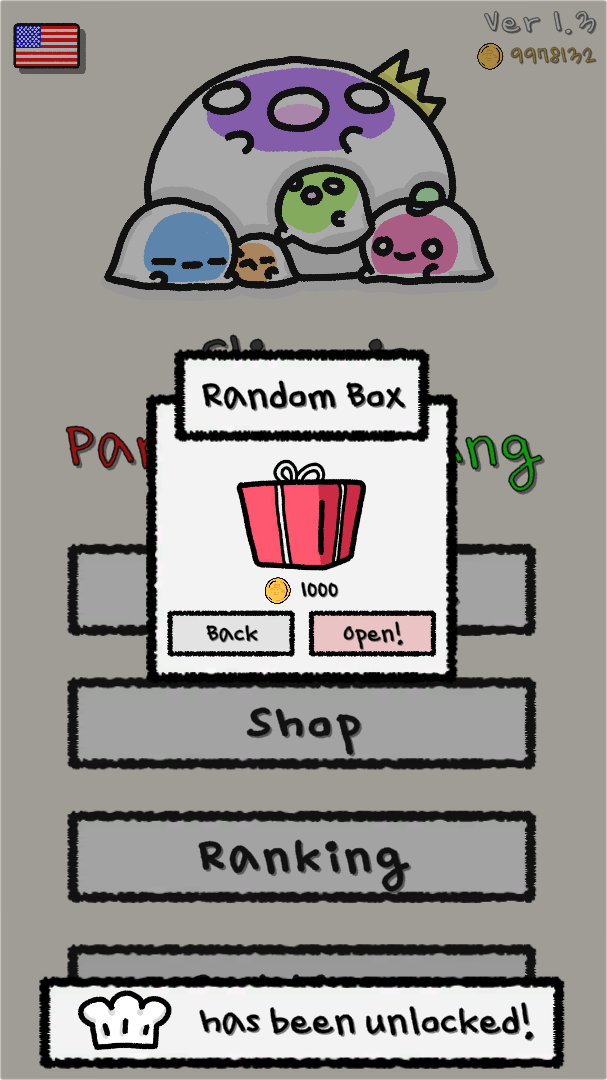 Ver 1.3
9978132
Random Box
1000
Back
Open!
Shop
Ranking
has been unlocked!